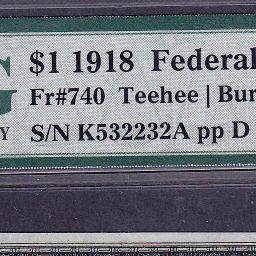 $1 1918 Federal
Fr#740 Teehee | Bur
S/N K532232A pp D